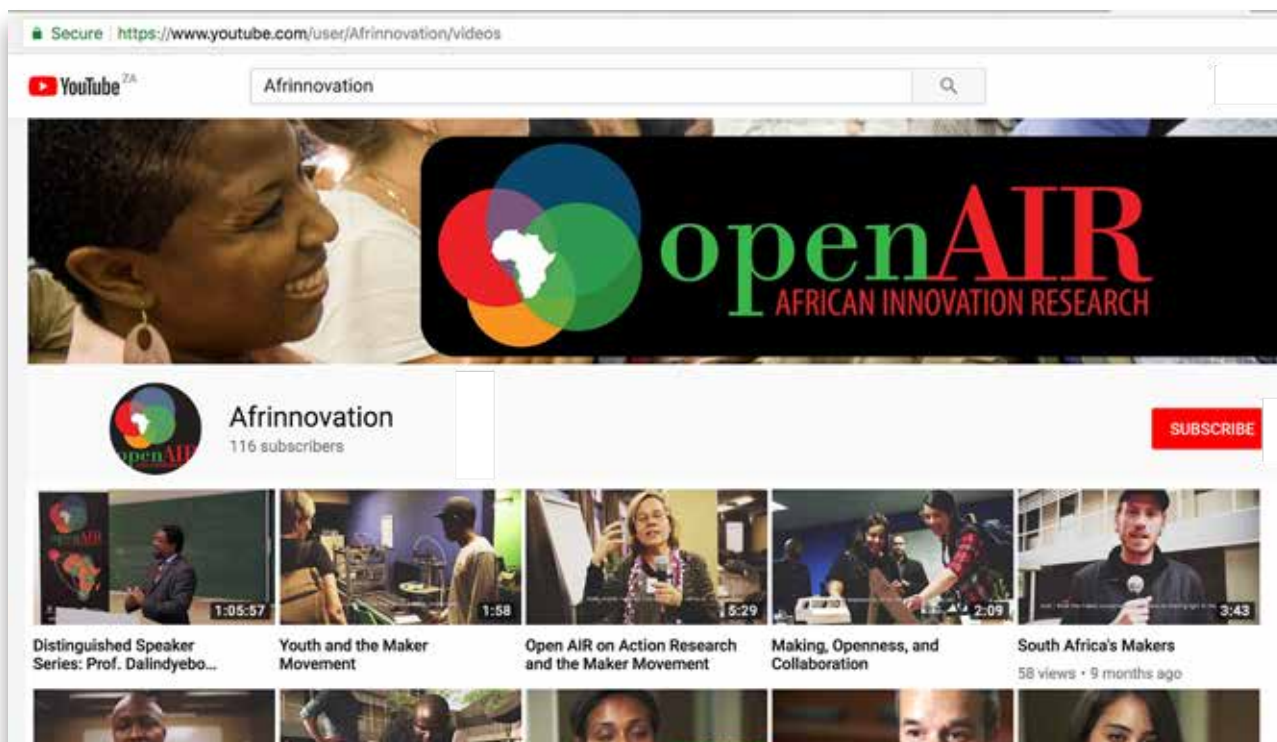 Secure https://www.youtube.com/user/Afrinnovation/videos
YouTube ZA
Afrinnovation
openAIR
AFRICAN INNOVATION RESEARCH
Afrinnovation
116 subscribers
SUBSCRIBE
openAIR
1:05:57
1:58
5:29
2:09
3:43
Distinguished Speaker
Series: Prof. Dalindyebo...
Youth and the Maker
Movement
Open AIR on Action Research
and the Maker Movement
Making, Openness, and
Collaboration
South Africa's Makers
58 views • 9 months ago